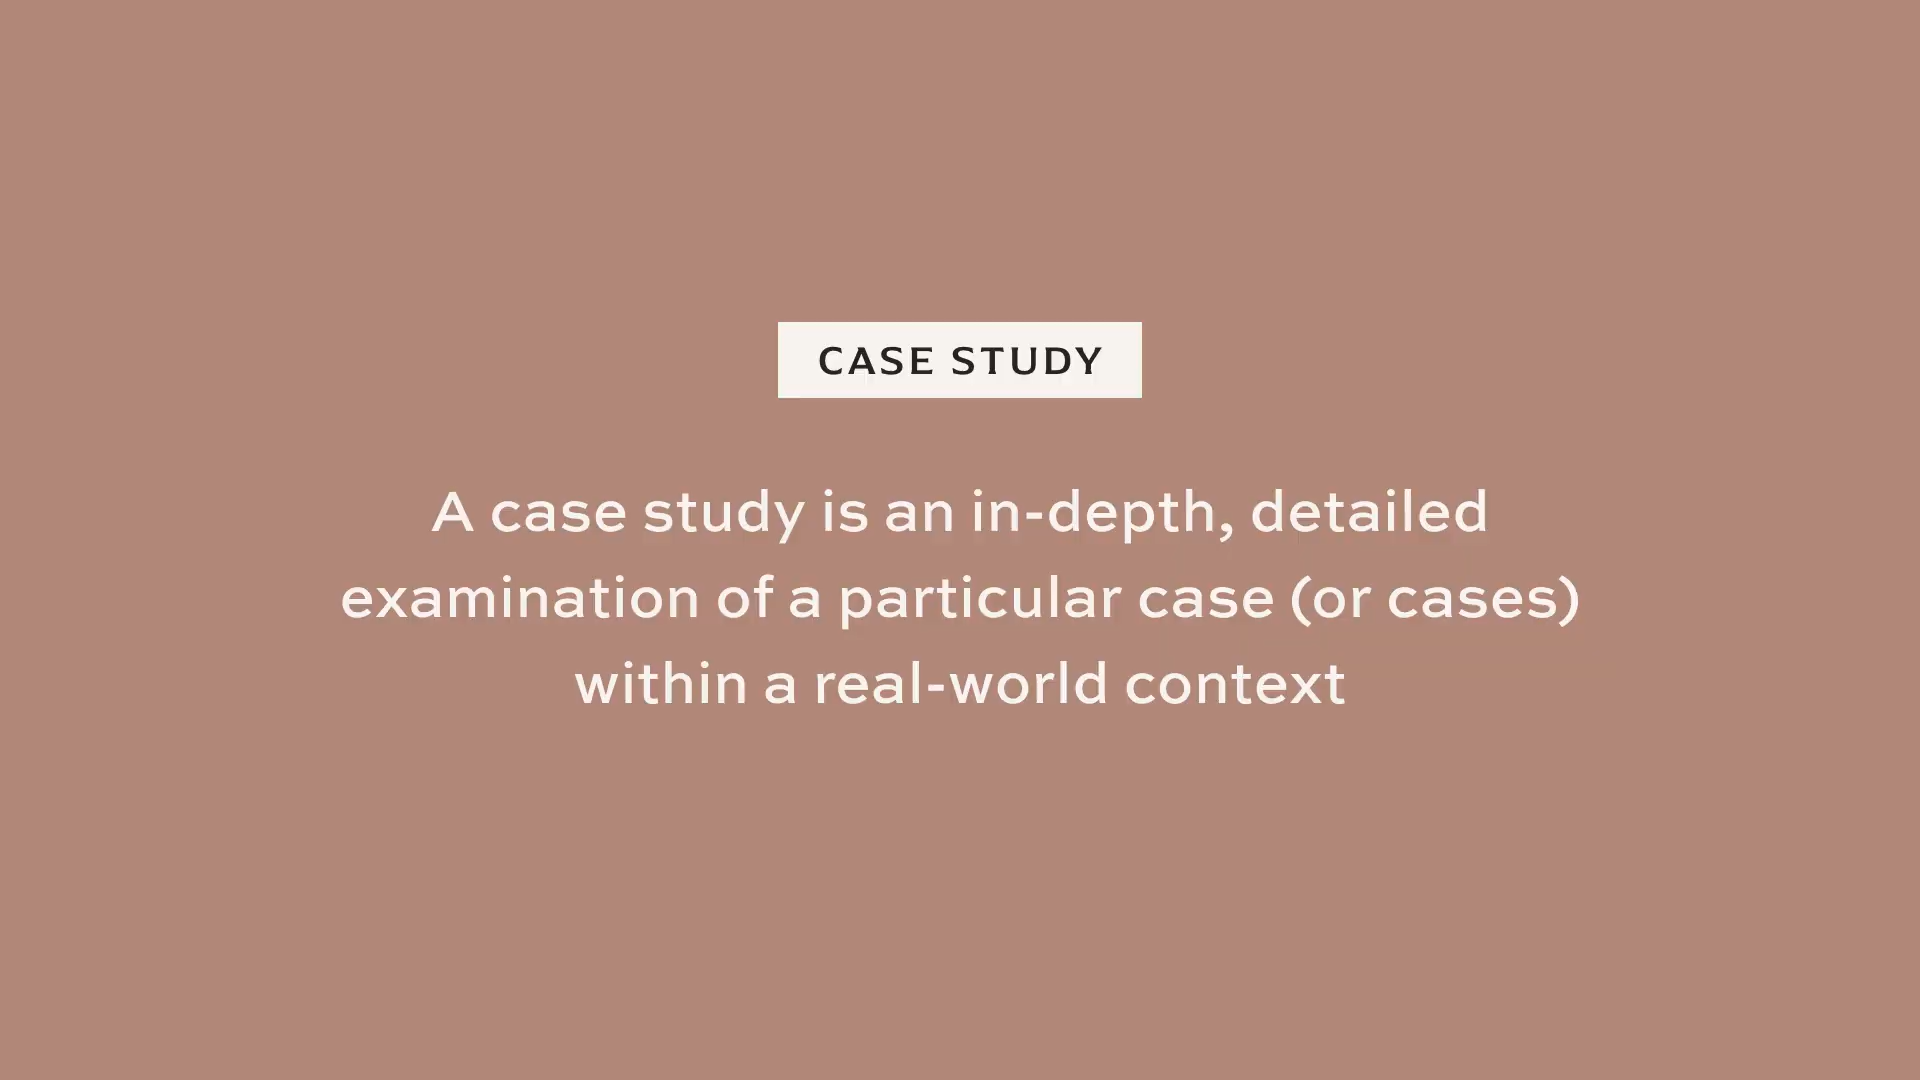 CASE STUDY
A case study is an in-depth, detailed
examination of a particular case (or cases)
within a real-world context